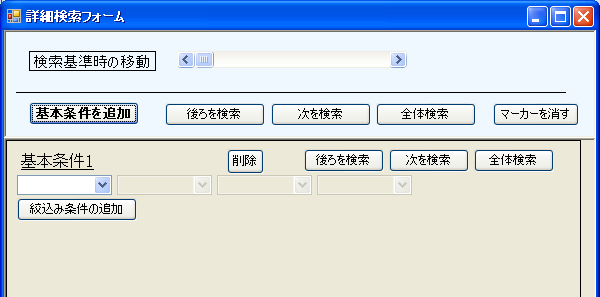 詳細検索フォーム
検索基準時の移動
基本条件を追加 後ろを検索 次を検索 全体検索 マーカーを消す
基本条件1 削除 後ろを検索 次を検索 全体検索
絞込み条件の追加